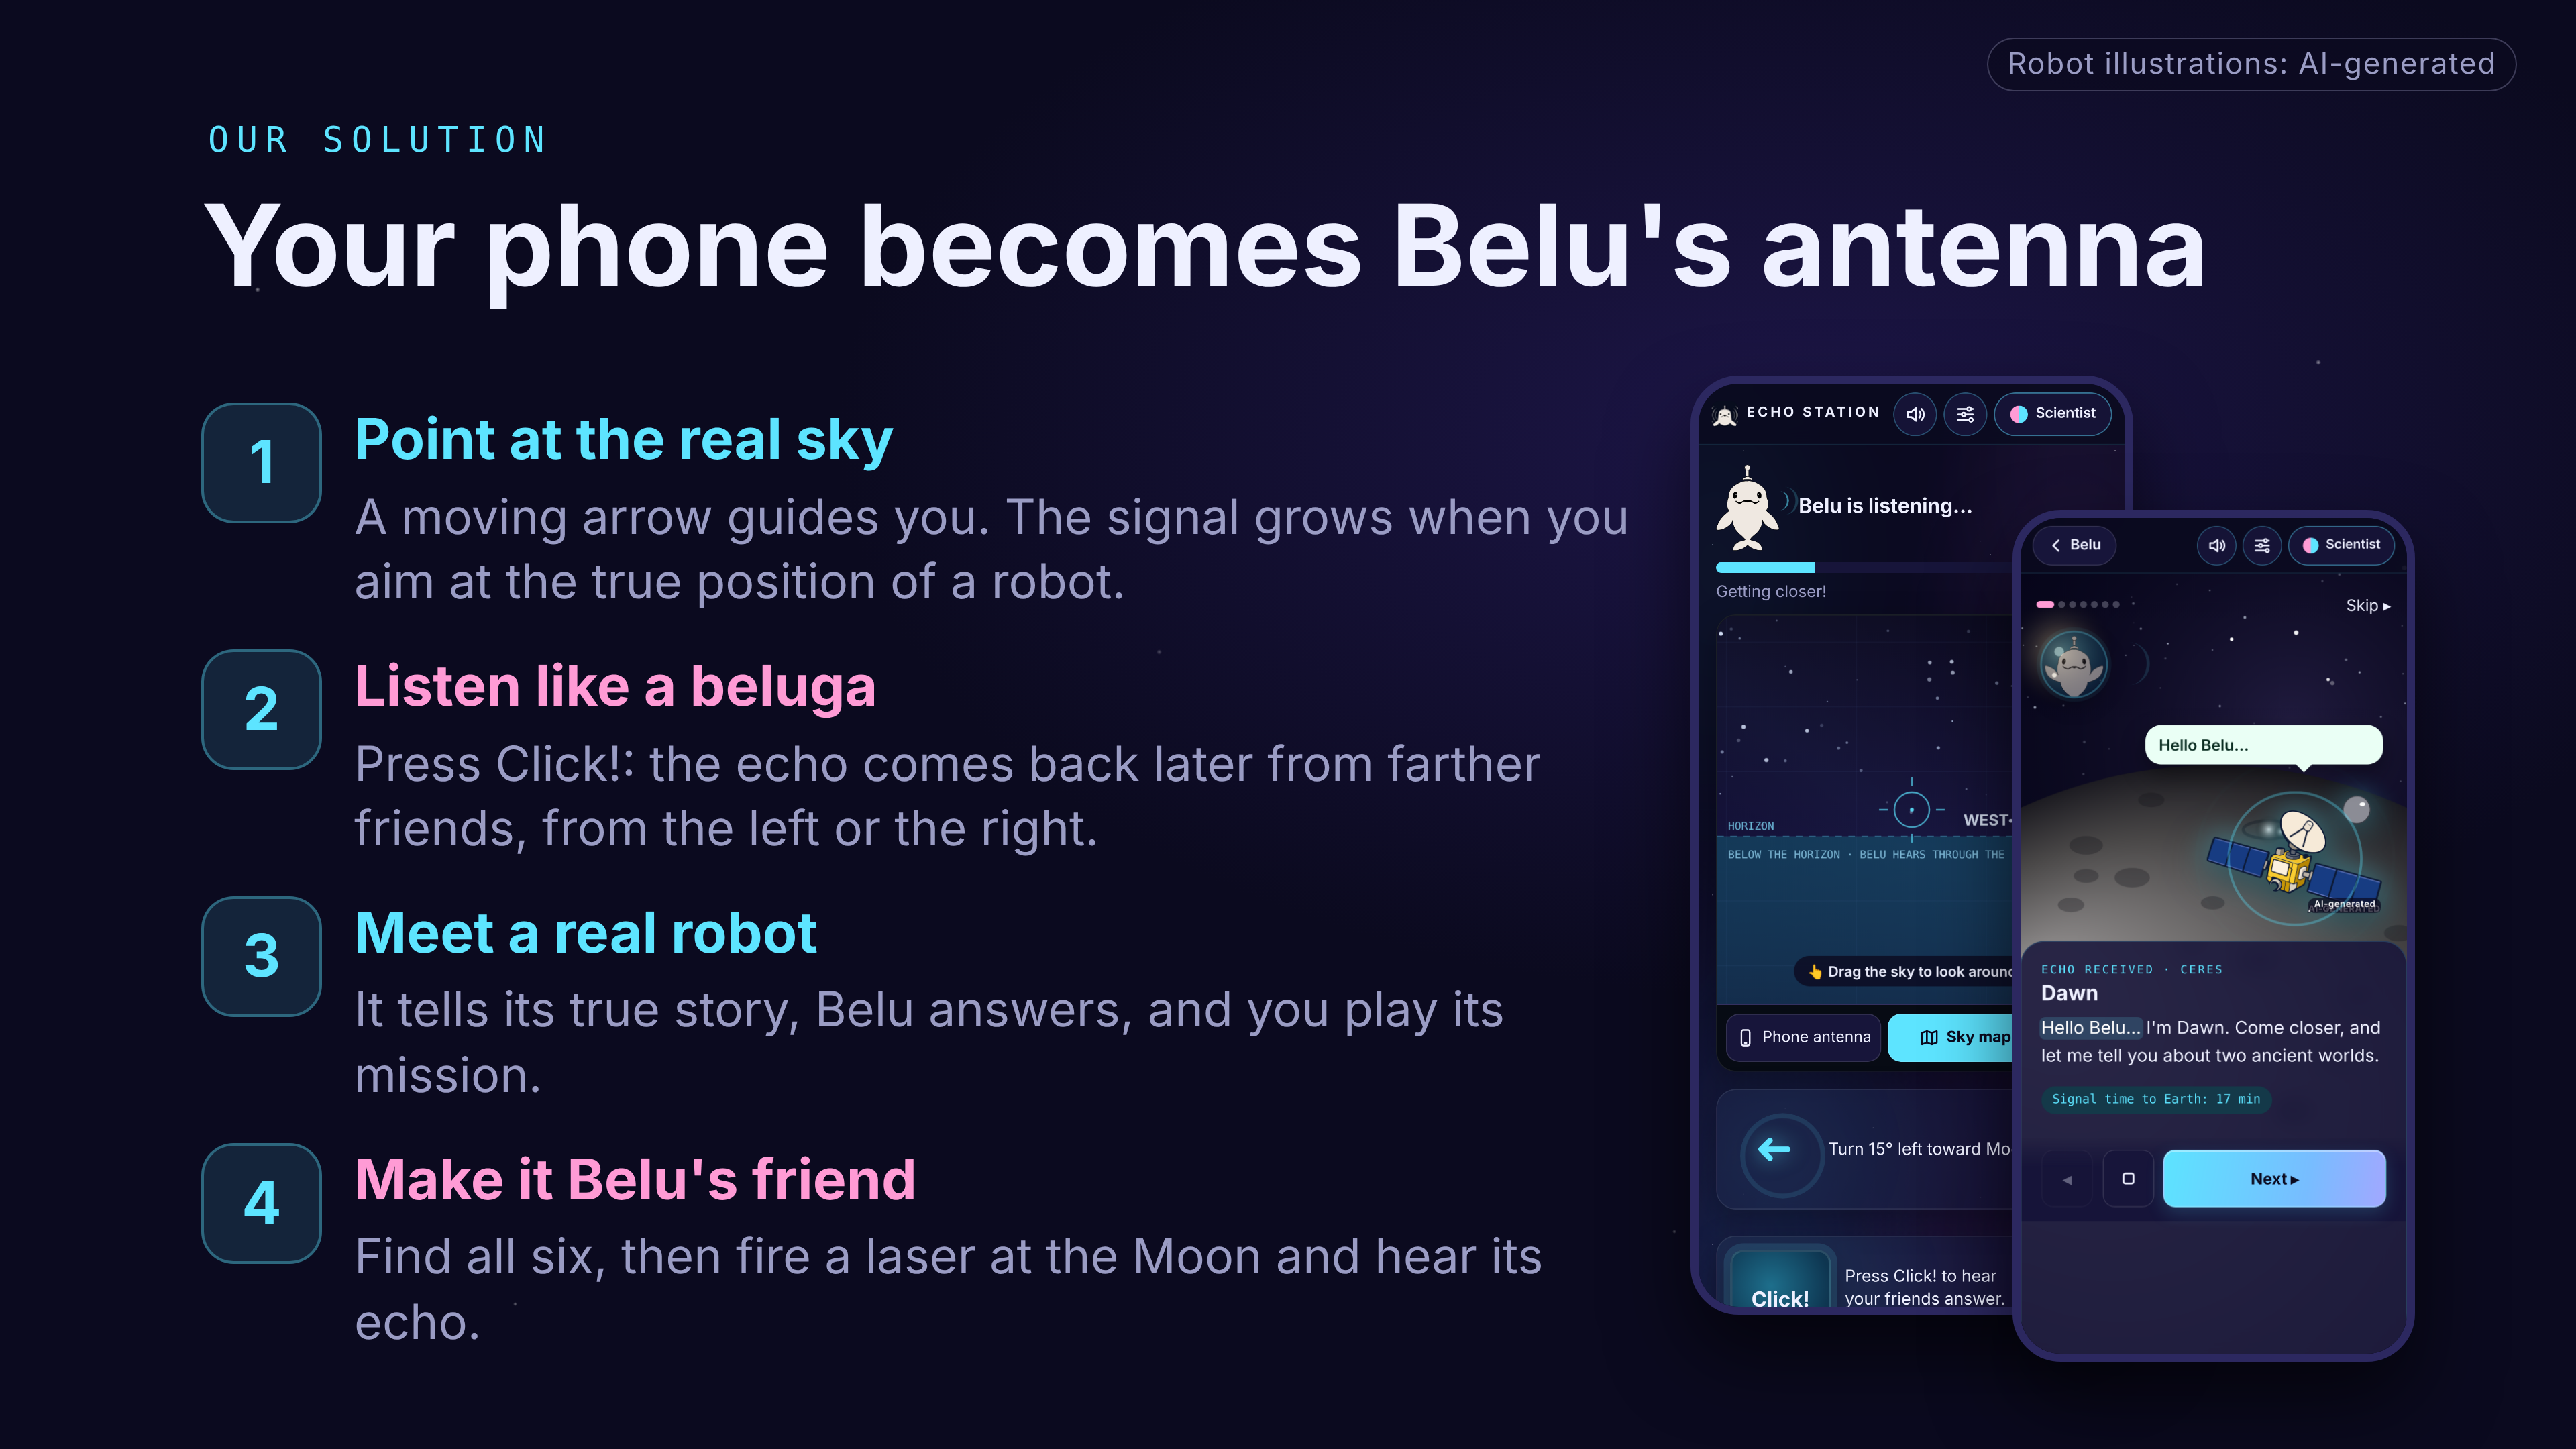 Robot illustrations: AI-generated
OUR SOLUTION
Your phone becomes Belu's antenna
1
Point at the real sky
A moving arrow guides you. The signal grows when you
aim at the true position of a robot.
2
Listen like a beluga
Press Click!: the echo comes back later from farther
friends, from the left or the right.
3
Meet a real robot
It tells its true story, Belu answers, and you play its
mission.
4
Make it Belu's friend
Find all six, then fire a laser at the Moon and hear its
echo.
ECHO STATION
Scientist
Belu is listening...
Getting closer!
HORIZON
WEST
BELOW THE HORIZON · BELU HEARS THROUGH THE
👆 Drag the sky to look around
Phone antenna
Sky map
Turn 15° left toward Moo
Click!
Press Click! to hear
your friends answer.
Belu
Scientist
Skip ▸
Hello Belu...
AI-generated
ECHO RECEIVED · CERES
Dawn
Hello Belu... I'm Dawn. Come closer, and
let me tell you about two ancient worlds.
Signal time to Earth: 17 min
Next ▸